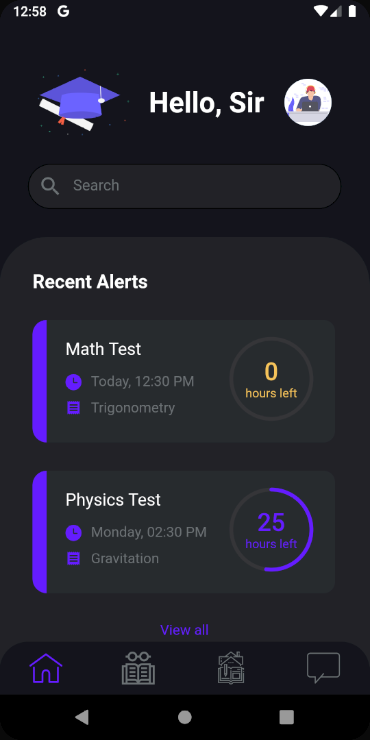 12:58 G
Hello, Sir
Search
Recent Alerts
Math Test
Today, 12:30 PM
Trigonometry
0
hours left
Physics Test
Monday, 02:30 PM
Gravitation
25
hours left
View all